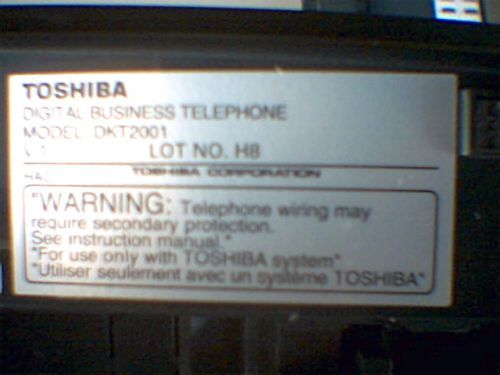 TOSHIBA
DIGITAL BUSINESS TELEPHONE
MODEL DKT2001
LOT NO. H8
TOSHIBA CORPORATION
"WARNING: Telephone wiring may
require secondary protection.
See instruction manual."
"For use only with TOSHIBA system"
"Utiliser seulement avec un système TOSHIBA"